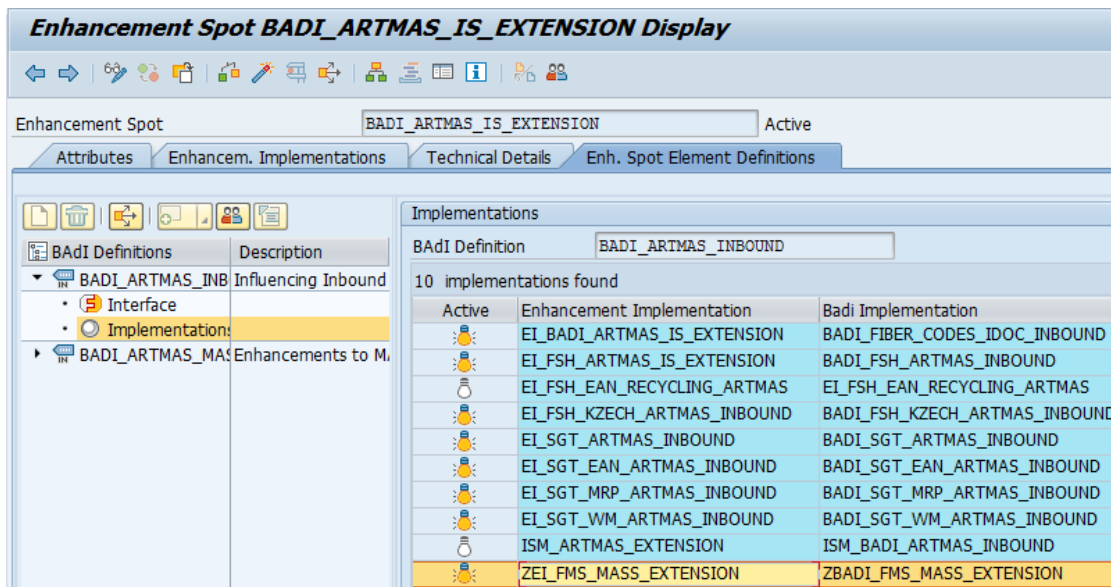 Enhancement Spot BADI_ARTMAS_IS_EXTENSION Display
Enhancement Spot BADI_ARTMAS_IS_EXTENSION Active
Attributes Enhancem. Implementations Technical Details Enh. Spot Element Definitions
BAdI Definitions Description
BADI_ARTMAS_INB Influencing Inbound
Interface
Implementations
BADI_ARTMAS_MAS Enhancements to M
Implementations
BAdI Definition BADI_ARTMAS_INBOUND
10 implementations found
Active Enhancement Implementation Badi Implementation
EI_BADI_ARTMAS_IS_EXTENSION BADI_FIBER_CODES_IDOC_INBOUND
EI_FSH_ARTMAS_IS_EXTENSION BADI_FSH_ARTMAS_INBOUND
EI_FSH_EAN_RECYCLING_ARTMAS EI_FSH_EAN_RECYCLING_ARTMAS
EI_FSH_KZECH_ARTMAS_INBOUND BADI_FSH_KZECH_ARTMAS_INBOUND
EI_SGT_ARTMAS_INBOUND BADI_SGT_ARTMAS_INBOUND
EI_SGT_EAN_ARTMAS_INBOUND BADI_SGT_EAN_ARTMAS_INBOUND
EI_SGT_MRP_ARTMAS_INBOUND BADI_SGT_MRP_ARTMAS_INBOUND
EI_SGT_WM_ARTMAS_INBOUND BADI_SGT_WM_ARTMAS_INBOUND
ISM_ARTMAS_EXTENSION ISM_BADI_ARTMAS_INBOUND
ZEI_FMS_MASS_EXTENSION ZBADI_FMS_MASS_EXTENSION